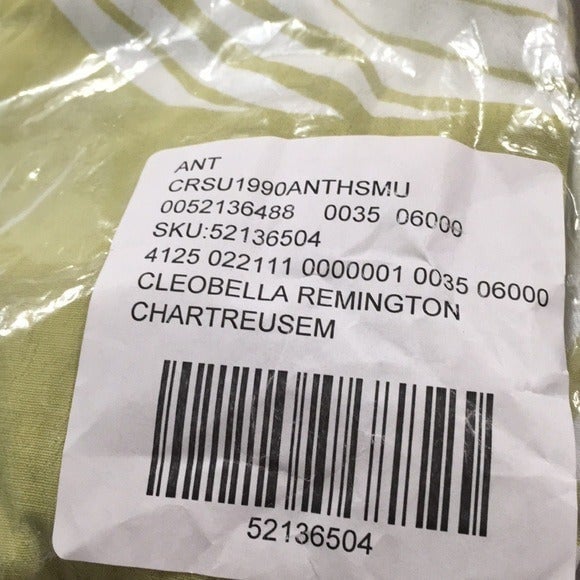 ANT
CRSU1990ANTHSMU
0052136488 0035 06000
SKU:52136504
4125 022111 0000001 0035 06000
CLEOBELLA REMINGTON
CHARTREUSEM
52136504